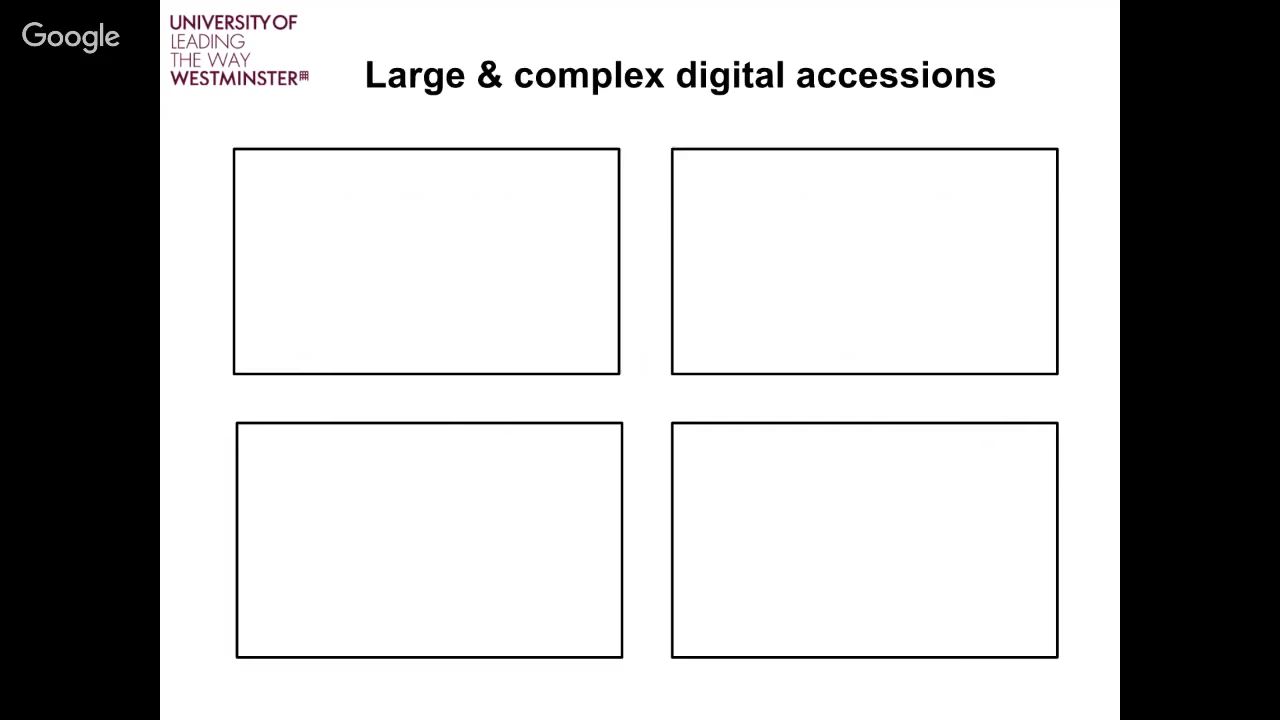 Google
UNIVERSITY OF
LEADING
THE WAY
WESTMINSTER
Large & complex digital accessions